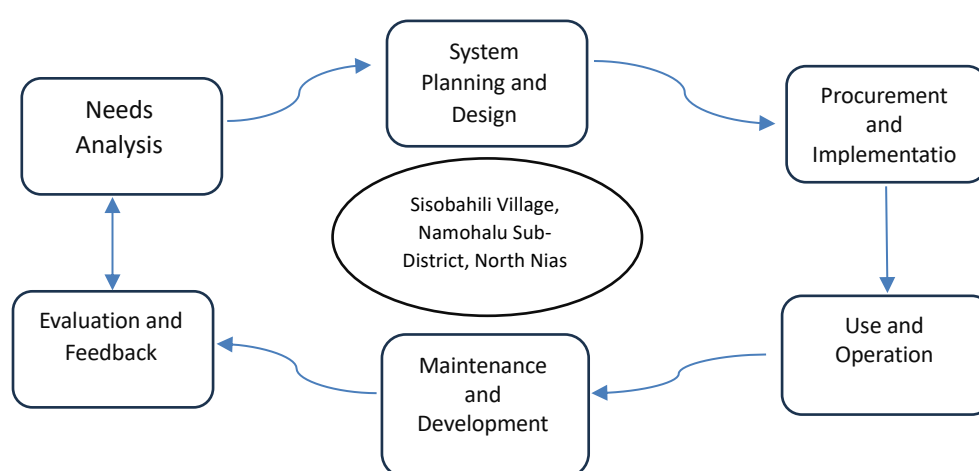 Needs
Analysis
System
Planning and
Design
Procurement
and
Implementatio
Sisobahili Village,
Namohalu Sub-
District, North Nias
Evaluation and
Feedback
Maintenance
and
Development
Use and
Operation